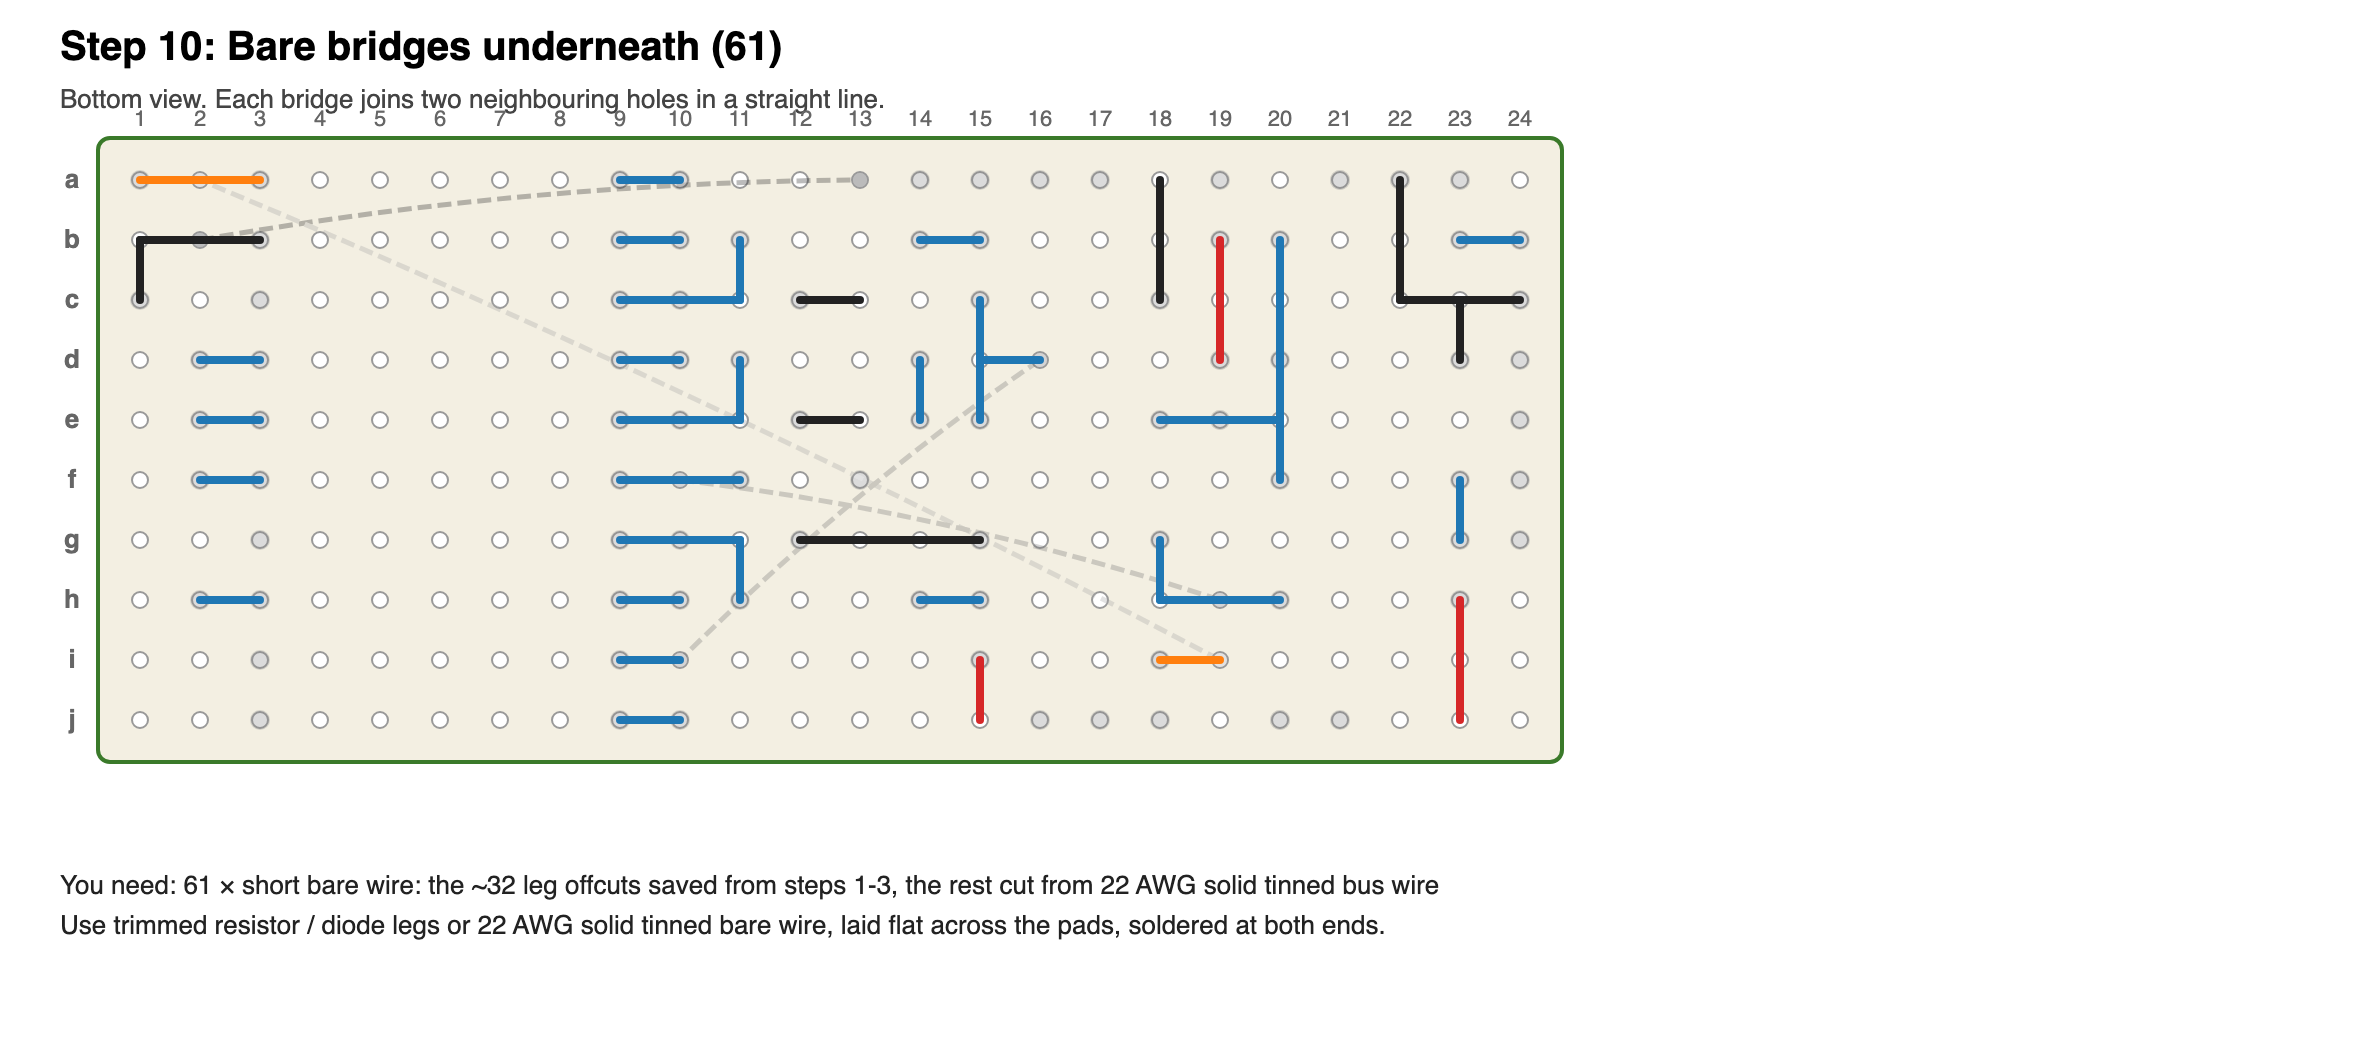 Step 10: Bare bridges underneath (61)
Bottom view. Each bridge joins two neighbouring holes in a straight line.
1 2 3 4 5 6 7 8 9 10 11 12 13 14 15 16 17 18 19 20 21 22 23 24
a
b
c
d
e
f
g
h
i
j
You need: 61 × short bare wire: the ~32 leg offcuts saved from steps 1-3, the rest cut from 22 AWG solid tinned bus wire
Use trimmed resistor / diode legs or 22 AWG solid tinned bare wire, laid flat across the pads, soldered at both ends.